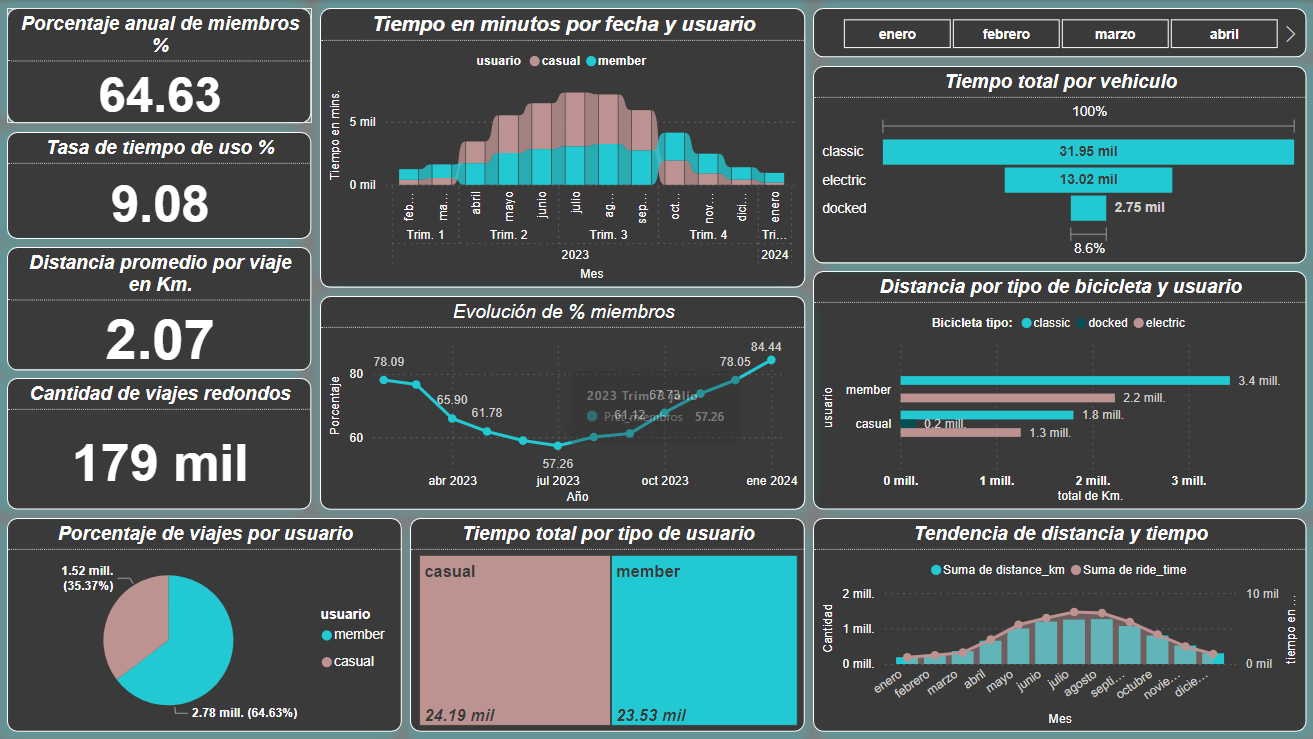 Porcentaje anual de miembros
%
64.63
Tasa de tiempo de uso %
9.08
Distancia promedio por viaje
en Km.
2.07
Cantidad de viajes redondos
179 mil
Tiempo en minutos por fecha y usuario
usuario casual member
Tiempo en mins.
5 mil
0 mil
feb... ma... abril mayo junio julio ag... sep... oct... nov... dici... enero
Trim. 1 Trim. 2 Trim. 3 Trim. 4 Tri...
2023 2024
Mes
Evolución de % miembros
Porcentaje
80
60
78.09
65.90
61.78
57.26
61.12
67.73
78.05
84.44
2023 Trim. 3 julio
57.26
abr 2023 jul 2023 oct 2023 ene 2024
Año
enero febrero marzo abril
Tiempo total por vehiculo
100%
classic 31.95 mil
electric 13.02 mil
docked 2.75 mil
8.6%
Distancia por tipo de bicicleta y usuario
Bicicleta tipo: classic docked electric
usuario
member
3.4 mill.
2.2 mill.
casual
1.8 mill.
0.2 mill.
1.3 mill.
0 mill. 1 mill. 2 mill. 3 mill.
total de Km.
Porcentaje de viajes por usuario
1.52 mill.
(35.37%)
2.78 mill. (64.63%)
usuario
member
casual
Tiempo total por tipo de usuario
casual
24.19 mil
member
23.53 mil
Tendencia de distancia y tiempo
Suma de distance_km Suma de ride_time
Cantidad
2 mill.
1 mill.
0 mill.
10 mil
0 mil
tiempo en ...
enero febrero marzo abril mayo junio julio agosto septi... octubre novie... dicie...
Mes